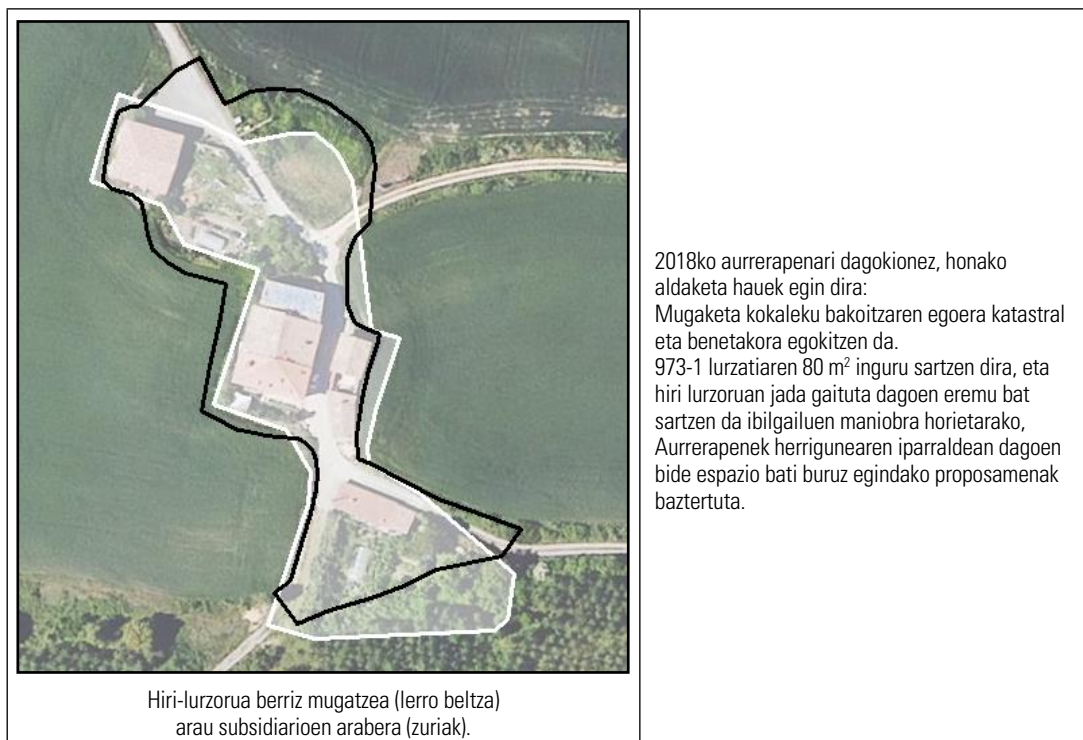 Hiri-lurzorua berriz mugatzea (lerro beltza)
arau subsidiarioen arabera (zuriak).
2018ko aurrerapenari dagokionez, honako
aldaketa hauek egin dira:
Mugaketa kokaleku bakoitzaren egoera katastral
eta benetakora egokitzen da.
973-1 lurzatiaren 80 m² inguru sartzen dira, eta
hiri lurzoruan jada gaituta dagoen eremu bat
sartzen da ibilgailuen maniobra horietarako,
Aurrerapenek herrigunearen iparraldean dagoen
bide espazio bati buruz egindako proposamenak
baztertuta.